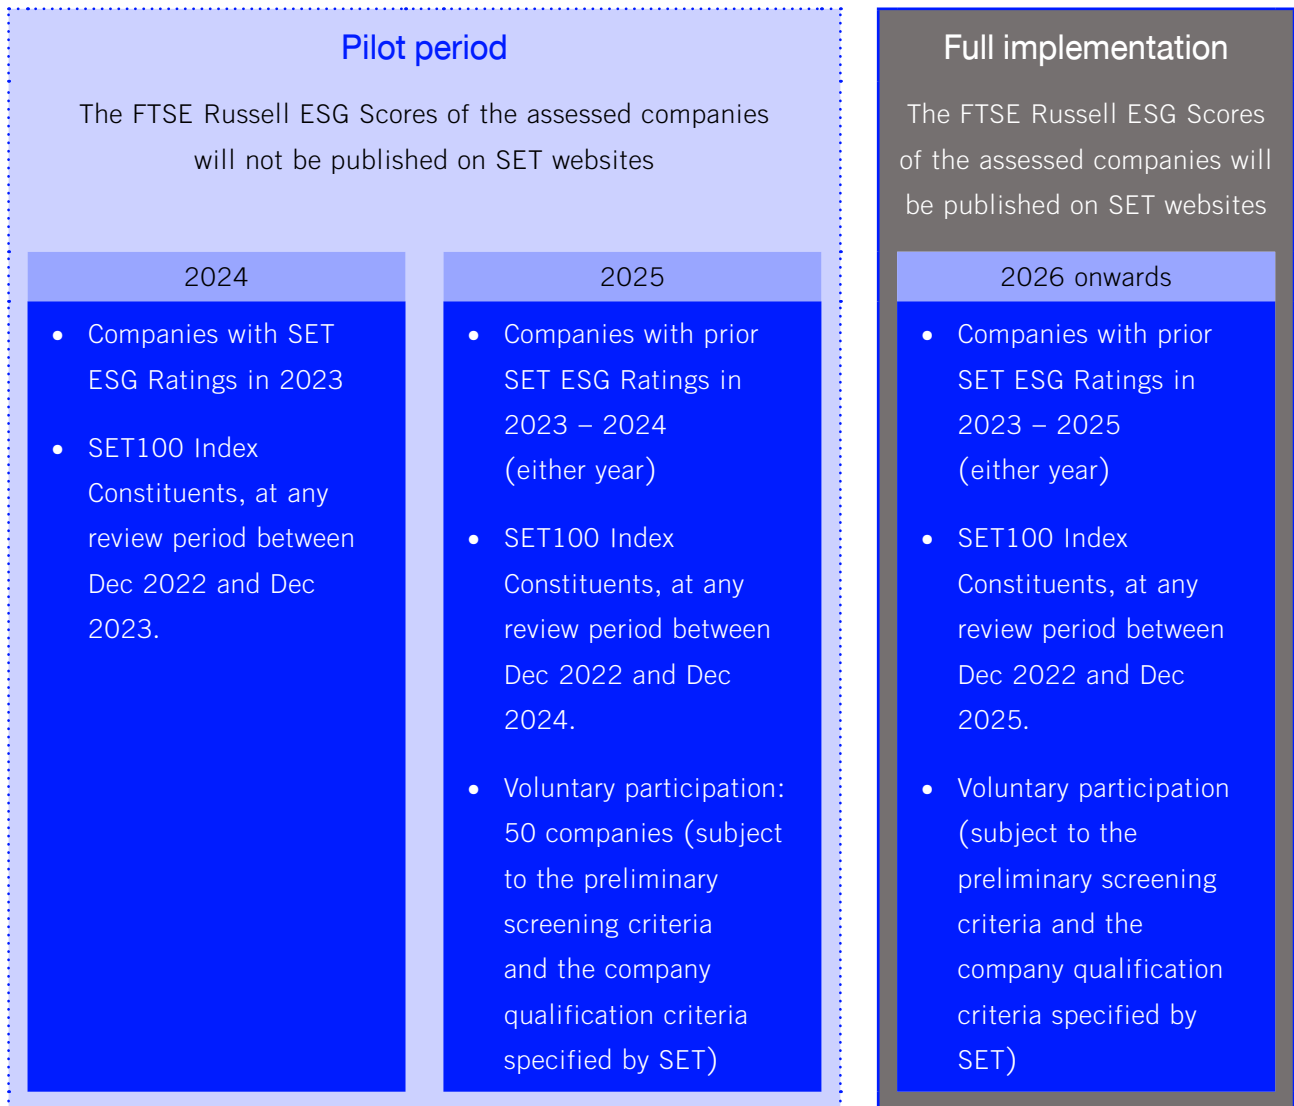 Pilot period
The FTSE Russell ESG Scores of the assessed companies
will not be published on SET websites
2024
• Companies with SET
ESG Ratings in 2023
• SET100 Index
Constituents, at any
review period between
Dec 2022 and Dec
2023.
2025
• Companies with prior
SET ESG Ratings in
2023 – 2024
(either year)
• SET100 Index
Constituents, at any
review period between
Dec 2022 and Dec
2024.
• Voluntary participation:
50 companies (subject
to the preliminary
screening criteria
and the company
qualification criteria
specified by SET)
Full implementation
The FTSE Russell ESG Scores
of the assessed companies will
be published on SET websites
2026 onwards
• Companies with prior
SET ESG Ratings in
2023 – 2025
(either year)
• SET100 Index
Constituents, at any
review period between
Dec 2022 and Dec
2025.
• Voluntary participation
(subject to the
preliminary screening
criteria and the
company qualification
criteria specified by
SET)